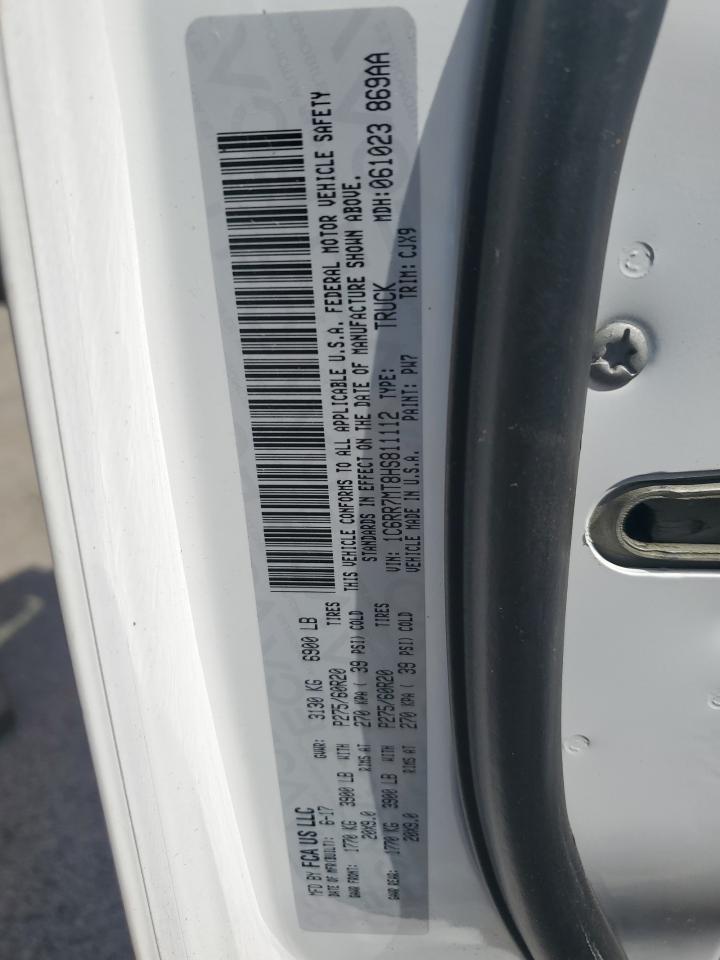 MFD BY FCA US LLC
DATE OF MFR(BUILT): 6-17 GVWR: 3130 KG 6900 LB
GAWR FRONT: 1770 KG 3900 LB WITH P275/60R20 TIRES
20X9.0 RIMS AT 270 KPA ( 39 PSI) COLD
GAWR REAR: 1770 KG 3900 LB WITH P275/60R20 TIRES
20X9.0 RIMS AT 270 KPA ( 39 PSI) COLD
THIS VEHICLE CONFORMS TO ALL APPLICABLE U.S.A. FEDERAL MOTOR VEHICLE SAFETY
STANDARDS IN EFFECT ON THE DATE OF MANUFACTURE SHOWN ABOVE.
VIN: 1C6RR7MT8HS811112 TYPE: TRUCK MDH:061023 869AA
VEHICLE MADE IN U.S.A. PAINT: PW7 TRIM: CJX9